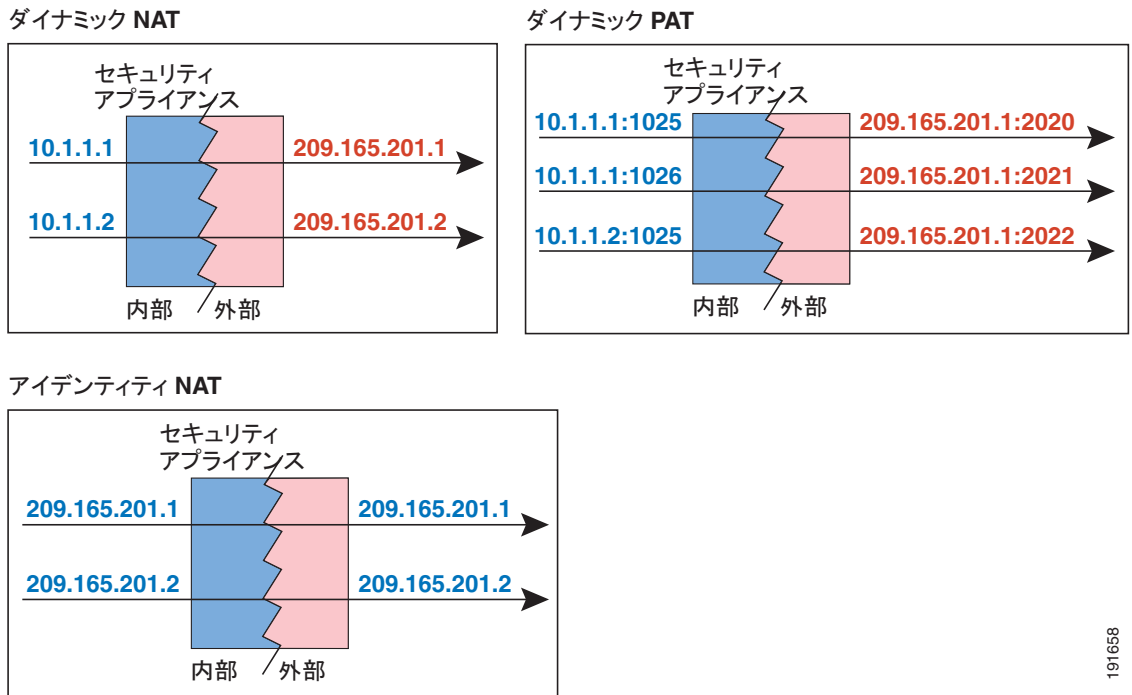 ダイナミック NAT
セキュリティ
アプライアンス
10.1.1.1
209.165.201.1
10.1.1.2
209.165.201.2
内部
外部
ダイナミック PAT
セキュリティ
アプライアンス
10.1.1.1:1025
209.165.201.1:2020
10.1.1.1:1026
209.165.201.1:2021
10.1.1.2:1025
209.165.201.1:2022
内部
外部
アイデンティティ NAT
セキュリティ
アプライアンス
209.165.201.1
209.165.201.1
209.165.201.2
209.165.201.2
内部
外部
191658